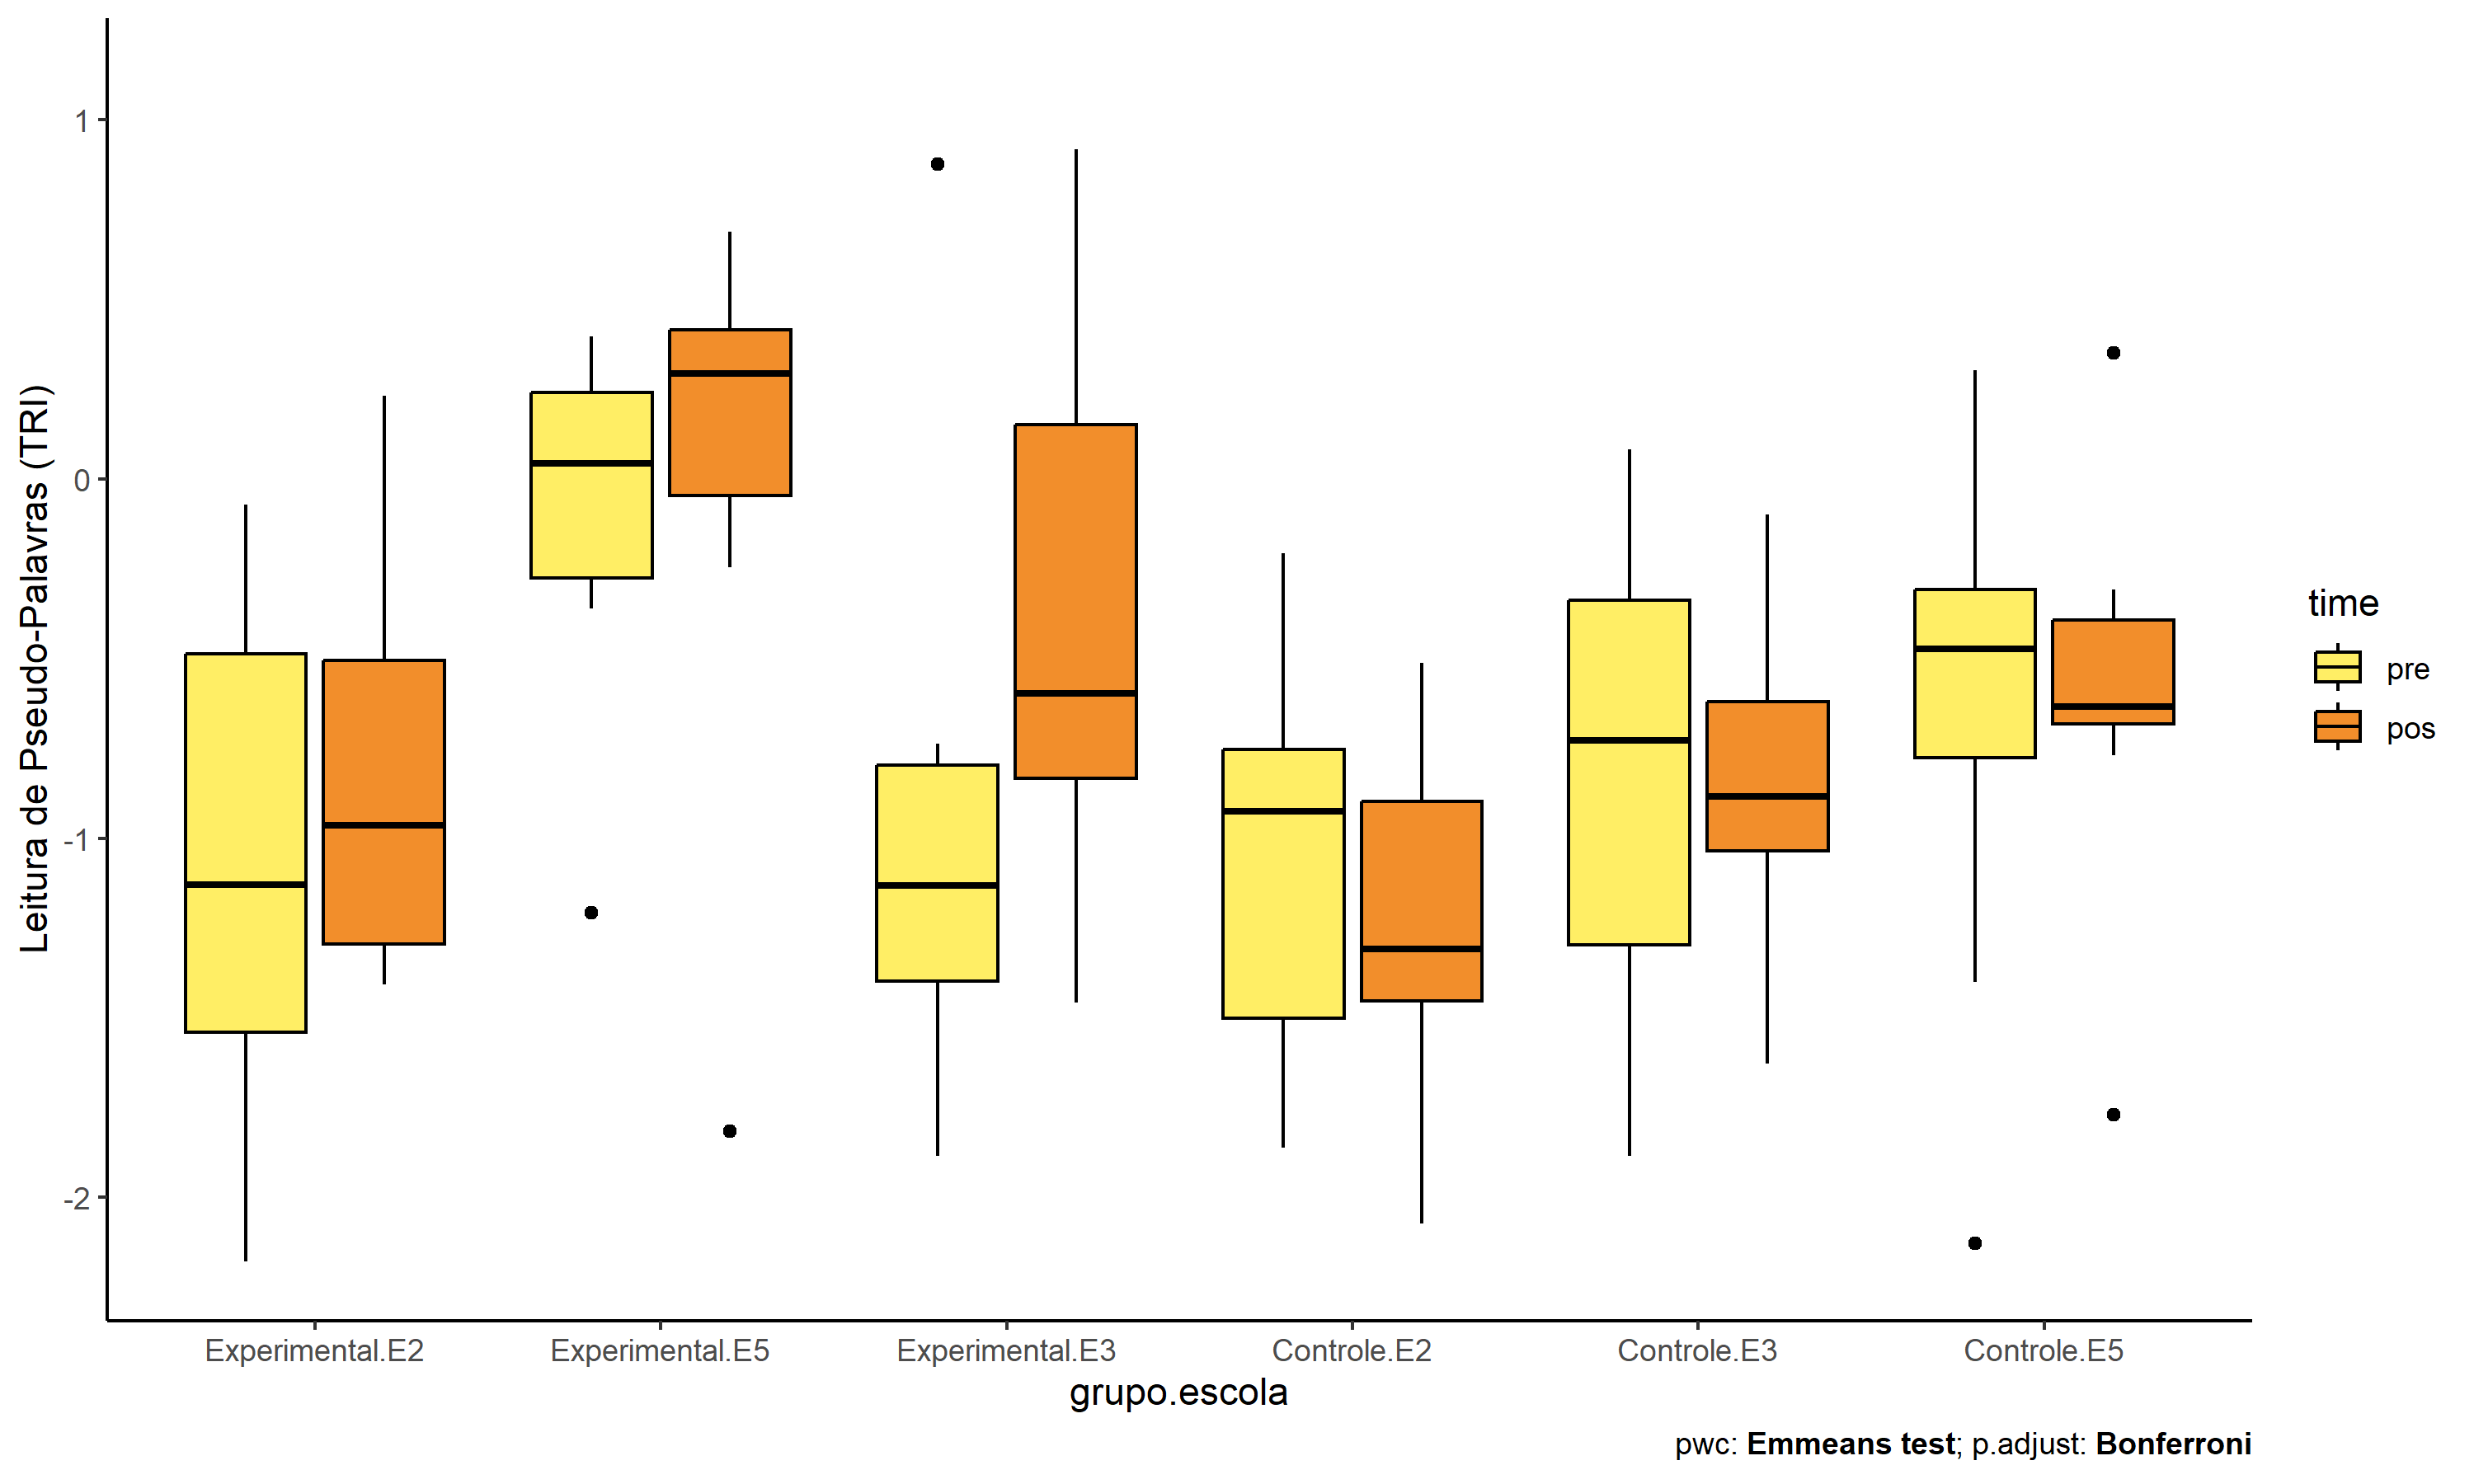 Leitura de Pseudo-Palavras (TRI)
1
0
-1
-2
Experimental.E2
Experimental.E5
Experimental.E3
Controle.E2
Controle.E3
Controle.E5
grupo.escola
time
pre
pos
pwc: Emmeans test; p.adjust: Bonferroni